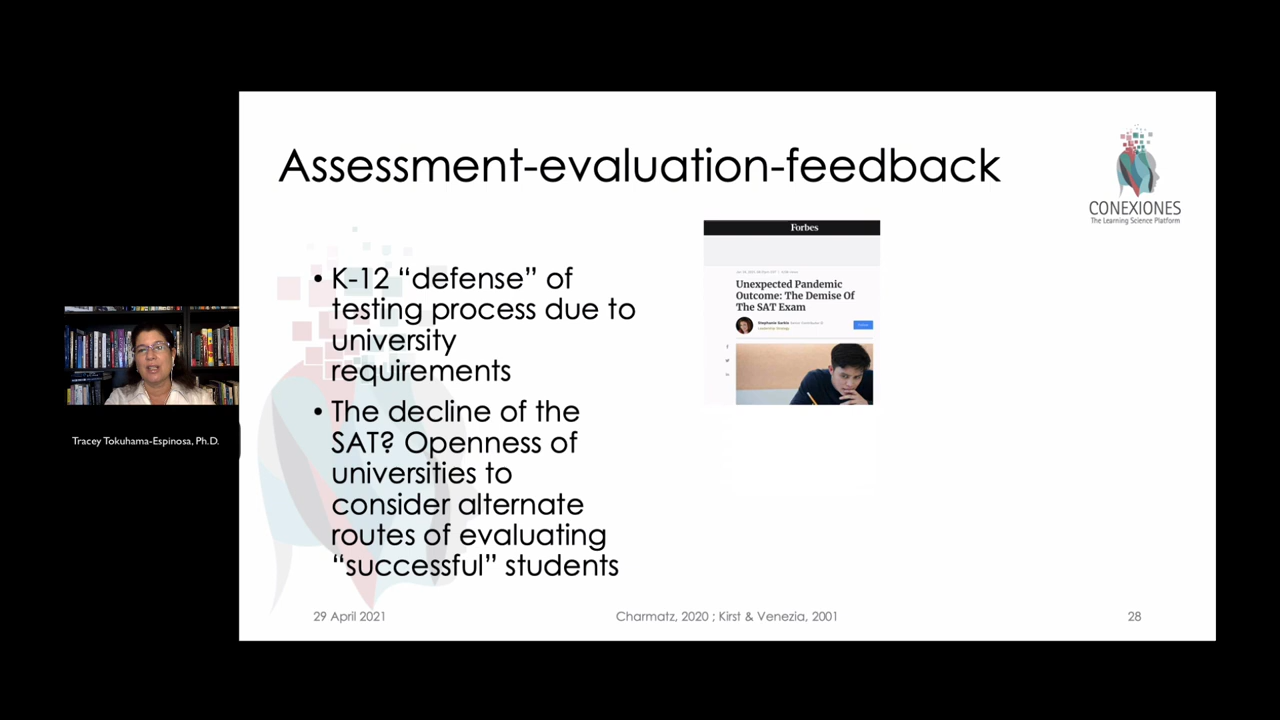 Assessment-evaluation-feedback
CONEXIONES
The Learning Science Platform
• K-12 “defense” of
testing process due to
university
requirements
• The decline of the
SAT? Openness of
universities to
consider alternate
routes of evaluating
“successful” students
Forbes
Unexpected Pandemic
Outcome: The Demise Of
The SAT Exam
Tracey Tokuhama-Espinosa, Ph.D.
29 April 2021
Charmatz, 2020 ; Kirst & Venezia, 2001
28